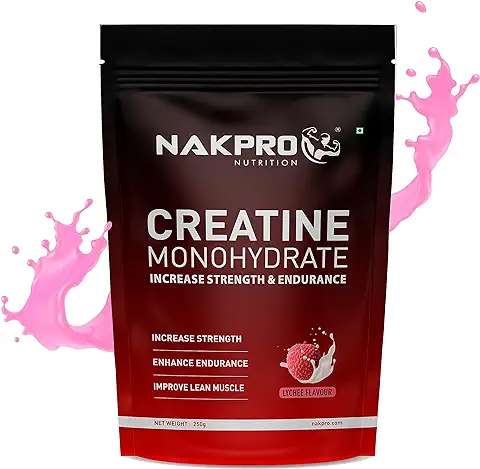 NAKPRO
NUTRITION
CREATINE
MONOHYDRATE
INCREASE STRENGTH & ENDURANCE
INCREASE STRENGTH
ENHANCE ENDURANCE
IMPROVE LEAN MUSCLE
LYCHEE FLAVOUR
NET WEIGHT : 250g
nakpro.com